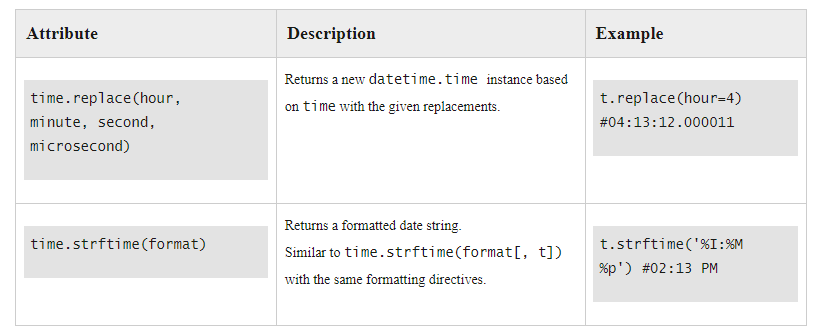 Attribute
Description
Example
time.replace(hour,
minute, second,
microsecond)
Returns a new datetime.time instance based
on time with the given replacements.
t.replace(hour=4)
#04:13:12.000011
time.strftime(format)
Returns a formatted date string.
Similar to time.strftime(format[, t])
with the same formatting directives.
t.strftime('%I:%M
%p') #02:13 PM